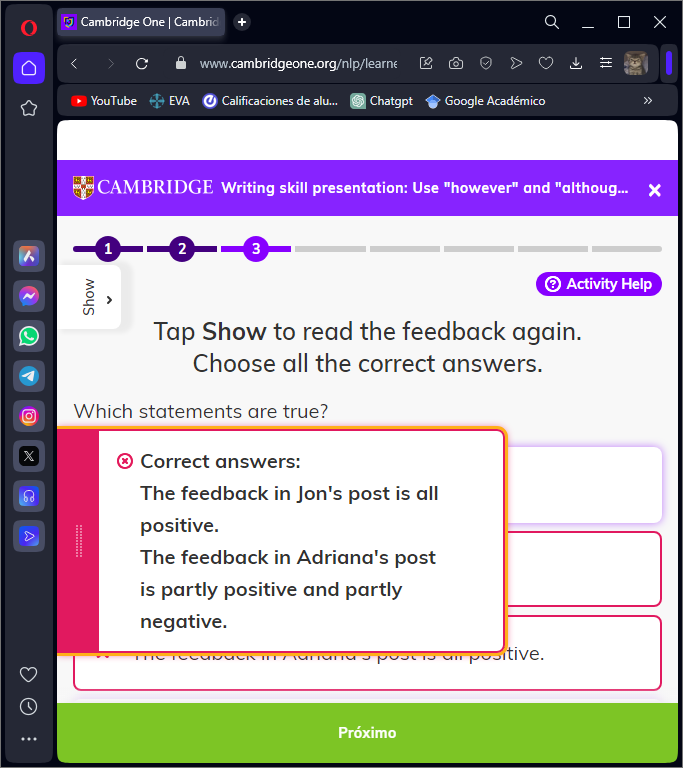 Cambridge One | Cambrid
www.cambridgeone.org/nlp/learne
YouTube EVA Calificaciones de alu... Chatgpt Google Académico »
CAMBRIDGE Writing skill presentation: Use "however" and "althoug...
1 2 3
Show
Activity Help
Tap Show to read the feedback again.
Choose all the correct answers.
Which statements are true?
Correct answers:
The feedback in Jon's post is all
positive.
The feedback in Adriana's post
is partly positive and partly
negative.
The feedback in Adriana's post is all positive.
Próximo